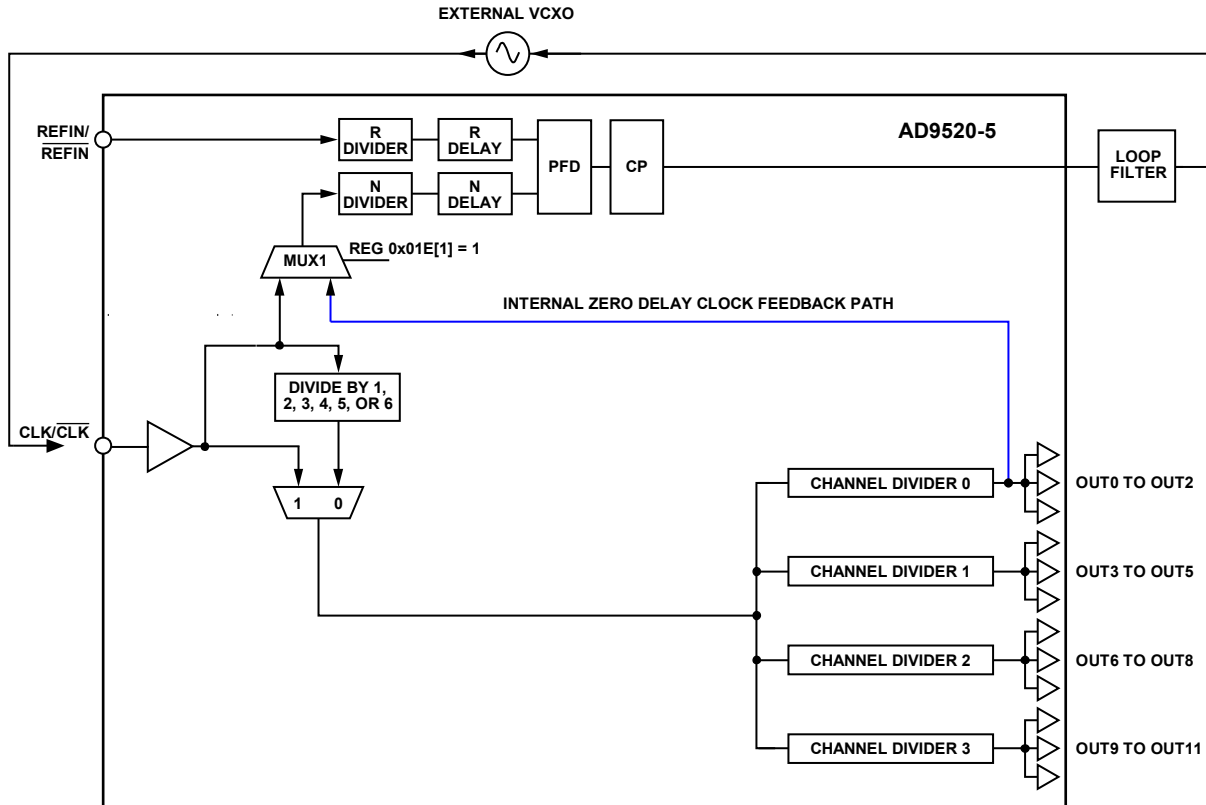 EXTERNAL VCXO
AD9520-5
REFIN/
REFIN
R
DIVIDER
R
DELAY
PFD
CP
LOOP
FILTER
N
DIVIDER
N
DELAY
MUX1
REG 0x01E[1] = 1
INTERNAL ZERO DELAY CLOCK FEEDBACK PATH
DIVIDE BY 1,
2, 3, 4, 5, OR 6
CLK/CLK
1 0
CHANNEL DIVIDER 0
OUT0 TO OUT2
CHANNEL DIVIDER 1
OUT3 TO OUT5
CHANNEL DIVIDER 2
OUT6 TO OUT8
CHANNEL DIVIDER 3
OUT9 TO OUT11